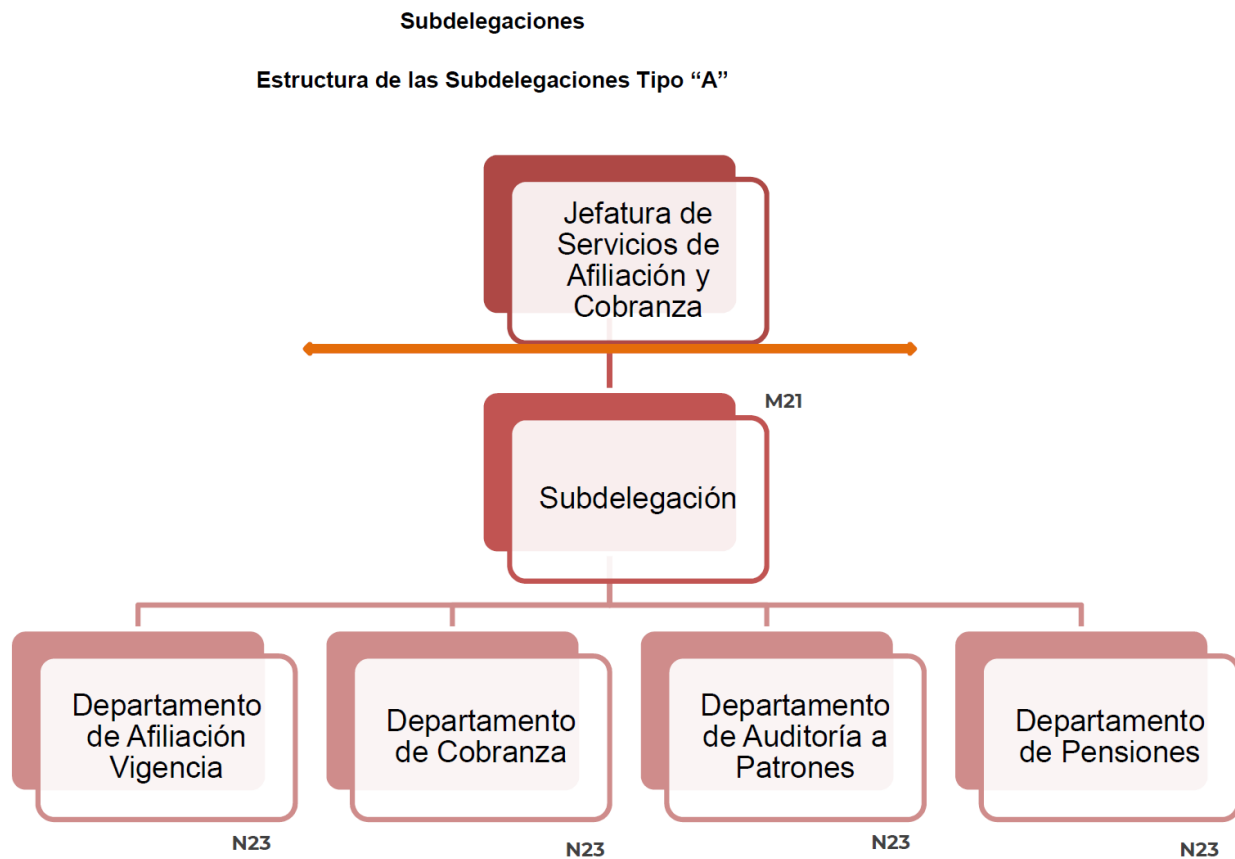 Subdelegaciones
Estructura de las Subdelegaciones Tipo “A”
Jefatura de
Servicios de
Afiliación y
Cobranza
M21
Subdelegación
Departamento
de Afiliación
Vigencia
N23
Departamento
de Cobranza
N23
Departamento
de Auditoría a
Patrones
N23
Departamento
de Pensiones
N23